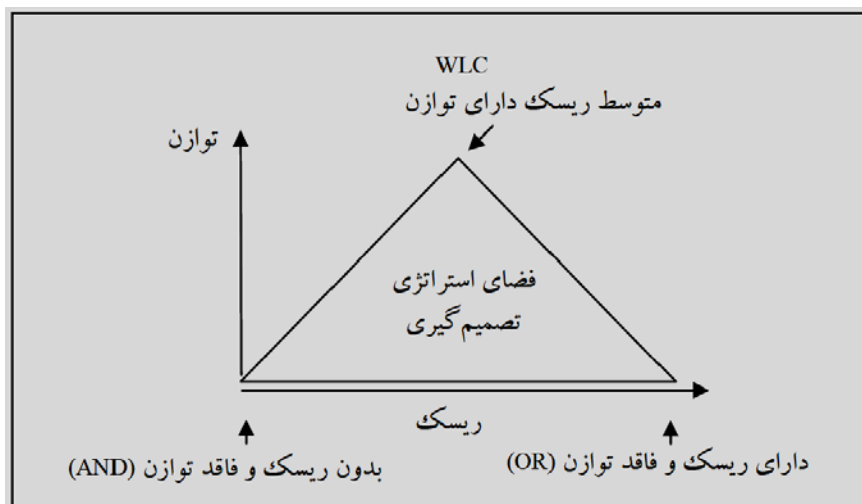 WLC
متوسط ریسک دارای توازن
توازن
فضای استراتژی
تصمیم‌گیری
ریسک
دارای ریسک و فاقد توازن (OR)
بدون ریسک و فاقد توازن (AND)